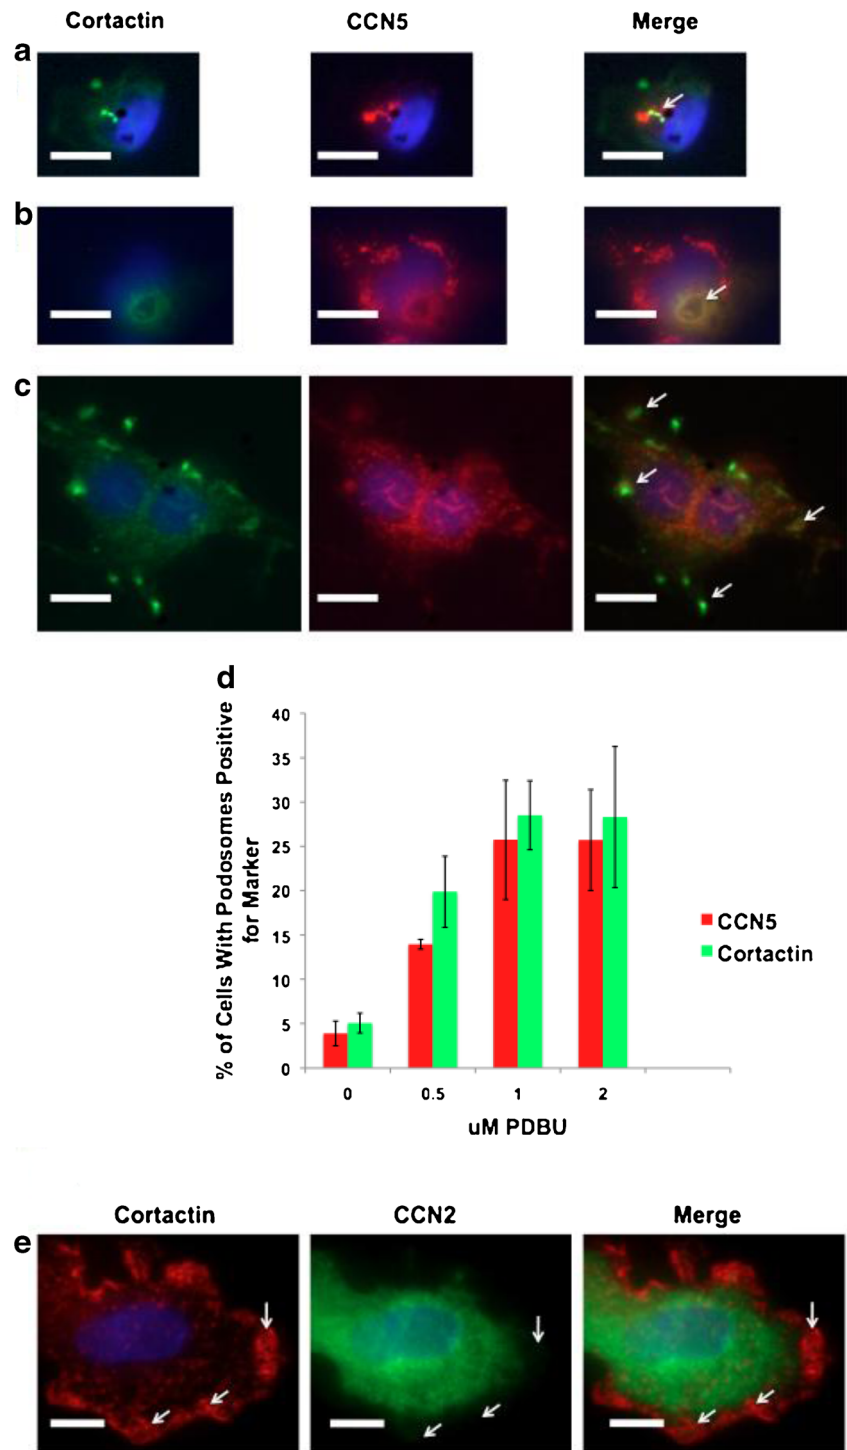 Cortactin CCN5 Merge
a
b
c
d
% of Cells With Podosomes Positive
for Marker
40
35
30
25
20
15
10
5
0
0 0.5 1 2
uM PDBU
CCN5
Cortactin
Cortactin CCN2 Merge
e